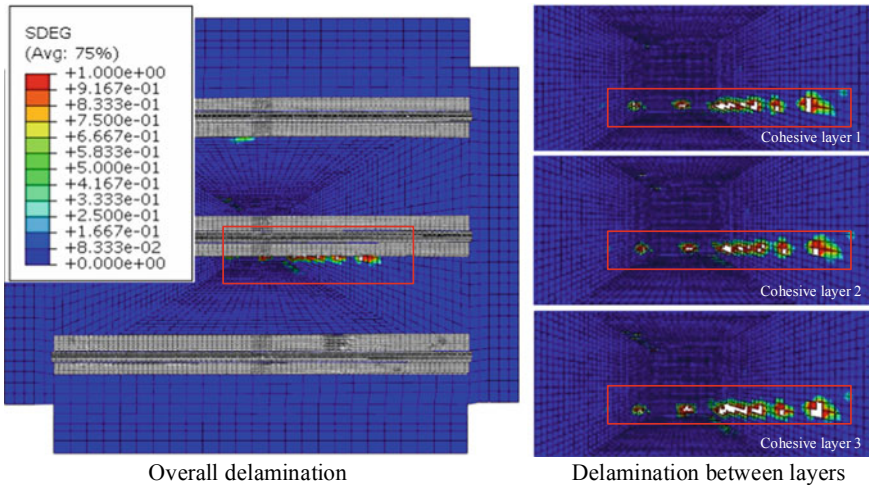 SDEG
(Avg: 75%)
+1.000e+00
+9.167e-01
+8.333e-01
+7.500e-01
+6.667e-01
+5.833e-01
+5.000e-01
+4.167e-01
+3.333e-01
+2.500e-01
+1.667e-01
+8.333e-02
+0.000e+00
Overall delamination
Cohesive layer 1
Cohesive layer 2
Cohesive layer 3
Delamination between layers